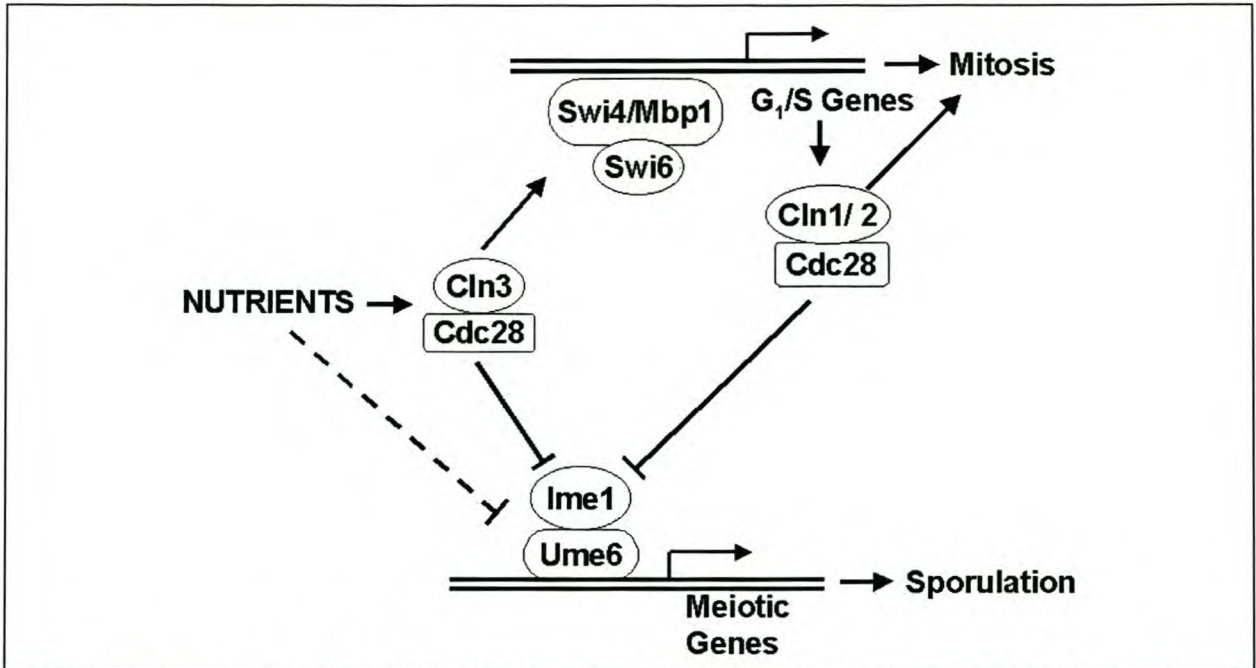 Mitosis
G₁/S Genes
Swi4/Mbp1
Swi6
Cln1/ 2
Cdc28
Cln3
NUTRIENTS
Cdc28
Ime1
Ume6
Sporulation
Meiotic
Genes